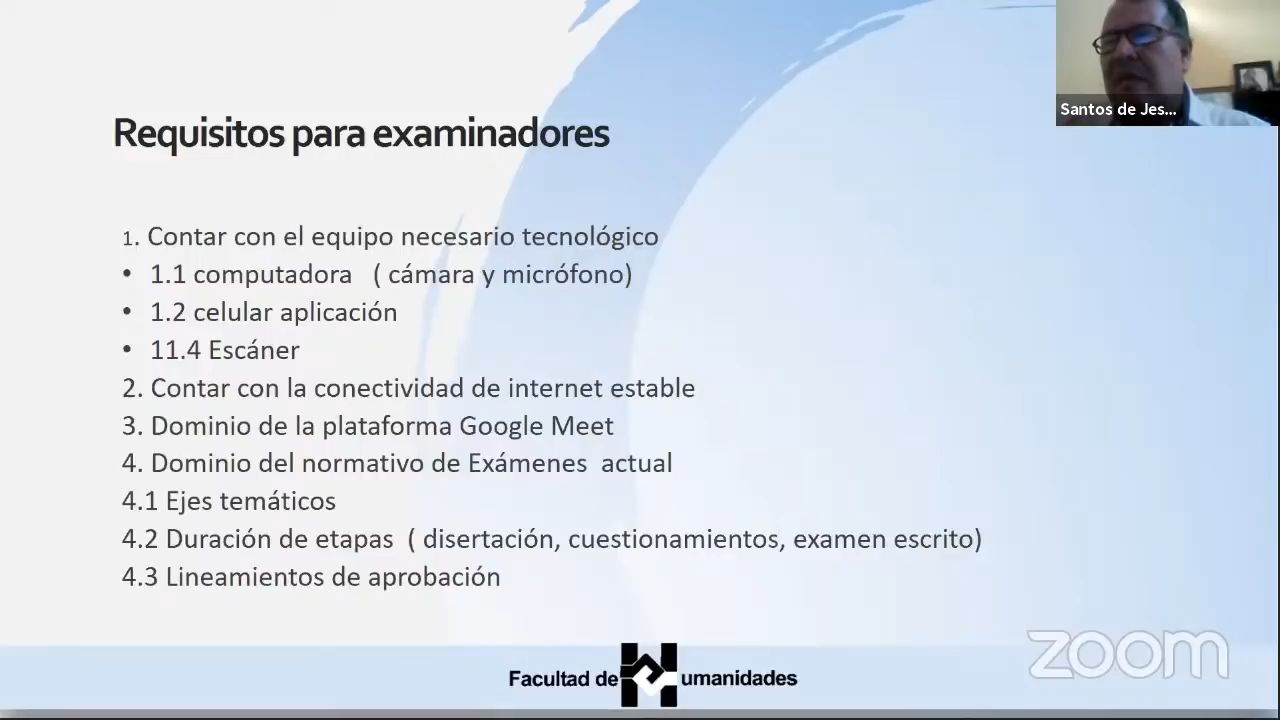 Santos de Jes...
Requisitos para examinadores
1. Contar con el equipo necesario tecnológico
• 1.1 computadora ( cámara y micrófono)
• 1.2 celular aplicación
• 11.4 Escáner
2. Contar con la conectividad de internet estable
3. Dominio de la plataforma Google Meet
4. Dominio del normativo de Exámenes actual
4.1 Ejes temáticos
4.2 Duración de etapas ( disertación, cuestionamientos, examen escrito)
4.3 Lineamientos de aprobación
Facultad de Humanidades
zoom